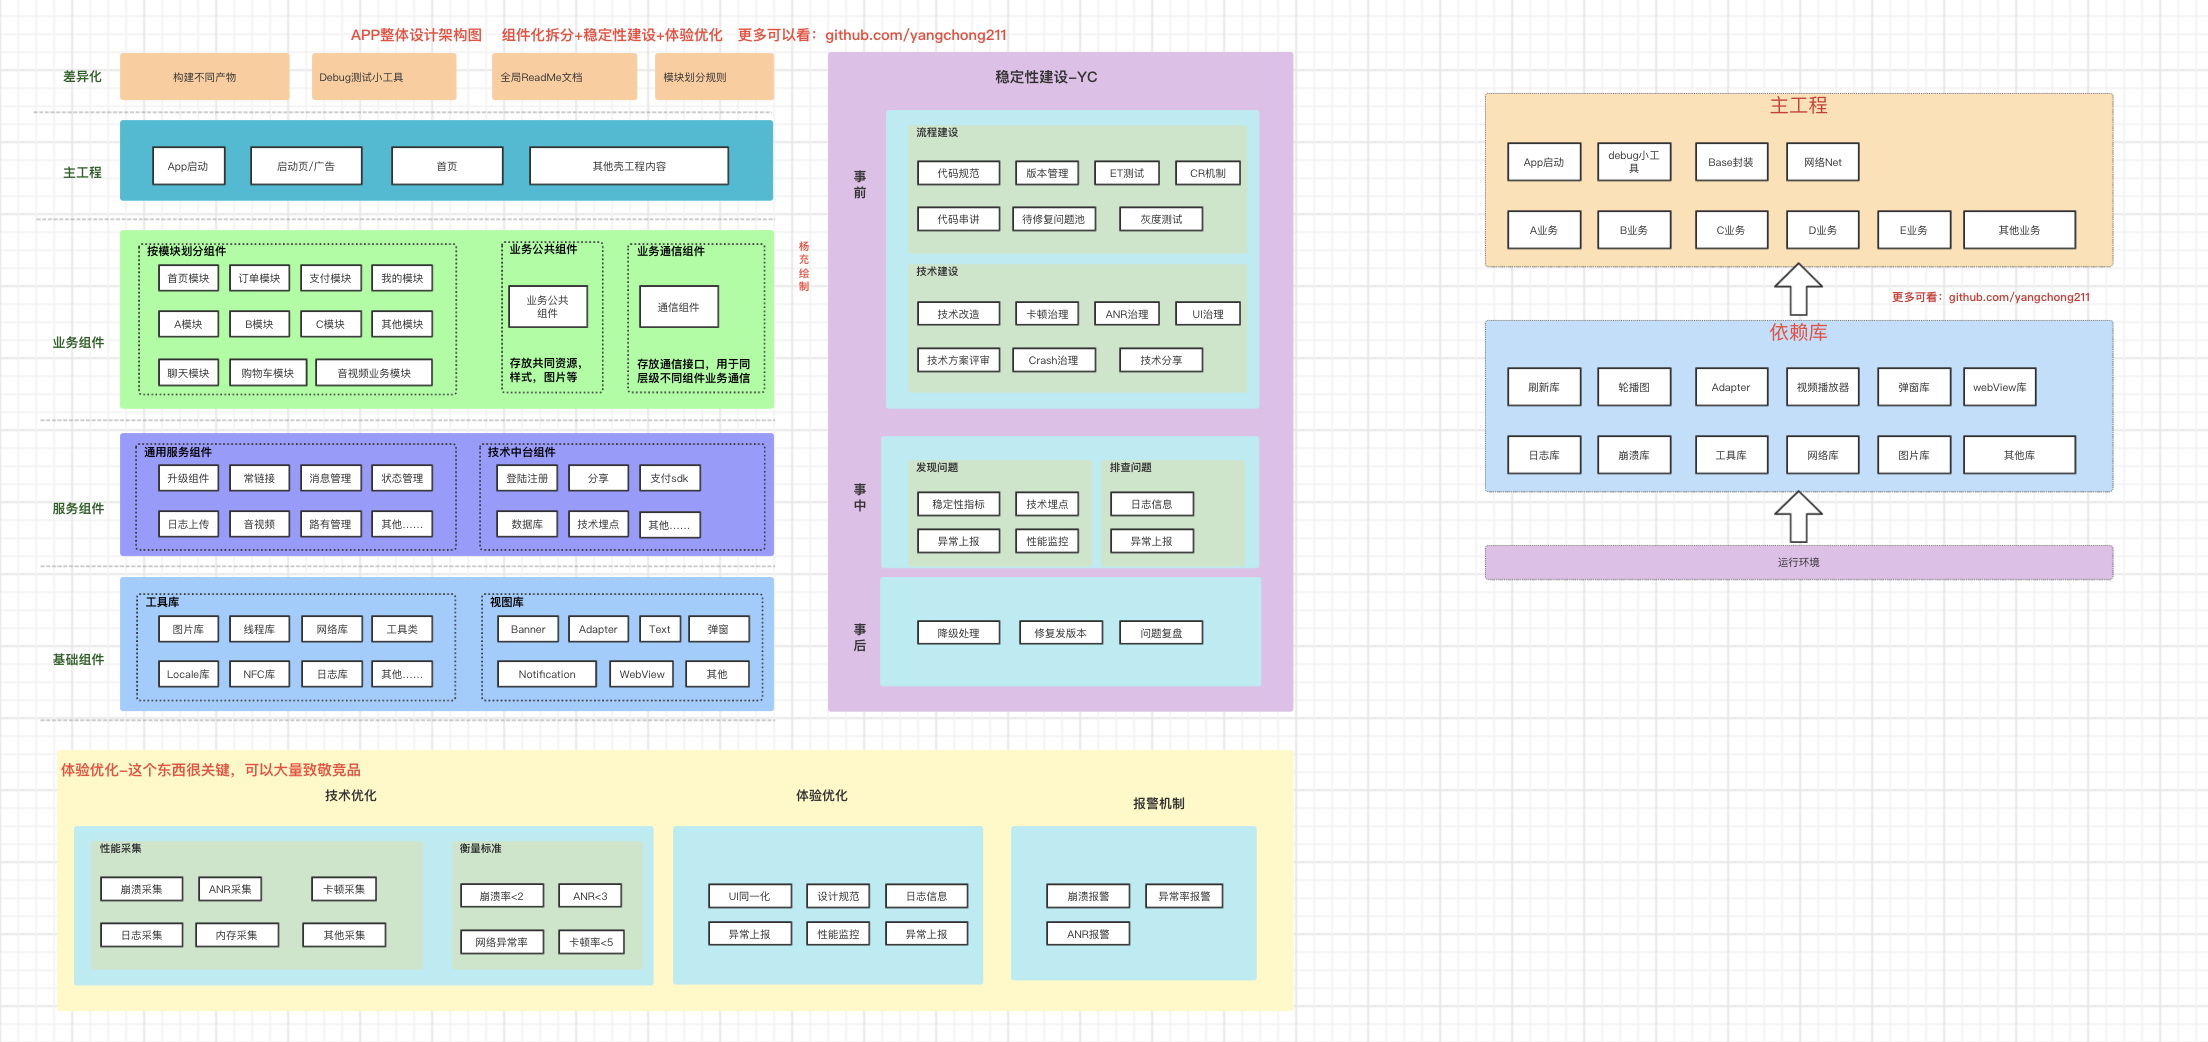 APP整体设计架构图 组件化拆分+稳定性建设+体验优化 更多可以看：github.com/yangchong211
差异化
构建不同产物
Debug测试小工具
全局ReadMe文档
模块划分规则
主工程
App启动
启动页/广告
首页
其他壳工程内容
业务组件
按模块划分组件
首页模块
订单模块
支付模块
我的模块
A模块
B模块
C模块
其他模块
聊天模块
购物车模块
音视频业务模块
业务公共组件
业务公共
组件
存放共同资源，
样式，图片等
业务通信组件
通信组件
存放通信接口，用于同
层级不同组件业务通信
服务组件
通用服务组件
升级组件
常链接
消息管理
状态管理
日志上传
音视频
路有管理
其他……
技术中台组件
登陆注册
分享
支付sdk
数据库
技术埋点
其他……
基础组件
工具库
图片库
线程库
网络库
工具类
Locale库
NFC库
日志库
其他……
视图库
Banner
Adapter
Text
弹窗
Notification
WebView
其他
杨
充
绘
制
稳定性建设-YC
事
前
流程建设
代码规范
版本管理
ET测试
CR机制
代码串讲
待修复问题池
灰度测试
技术建设
技术改造
卡顿治理
ANR治理
UI治理
技术方案评审
Crash治理
技术分享
事
中
发现问题
稳定性指标
技术埋点
异常上报
性能监控
排查问题
日志信息
异常上报
事
后
降级处理
修复发版本
问题复盘
体验优化-这个东西很关键，可以大量致敬竞品
技术优化
性能采集
崩溃采集
ANR采集
卡顿采集
日志采集
内存采集
其他采集
衡量标准
崩溃率<2
ANR<3
网络异常率
卡顿率<5
体验优化
UI同一化
设计规范
日志信息
异常上报
性能监控
异常上报
报警机制
崩溃报警
异常率报警
ANR报警
主工程
App启动
debug小工
具
Base封装
网络Net
A业务
B业务
C业务
D业务
E业务
其他业务
更多可看：github.com/yangchong211
依赖库
刷新库
轮播图
Adapter
视频播放器
弹窗库
webView库
日志库
崩溃库
工具库
网络库
图片库
其他库
运行环境